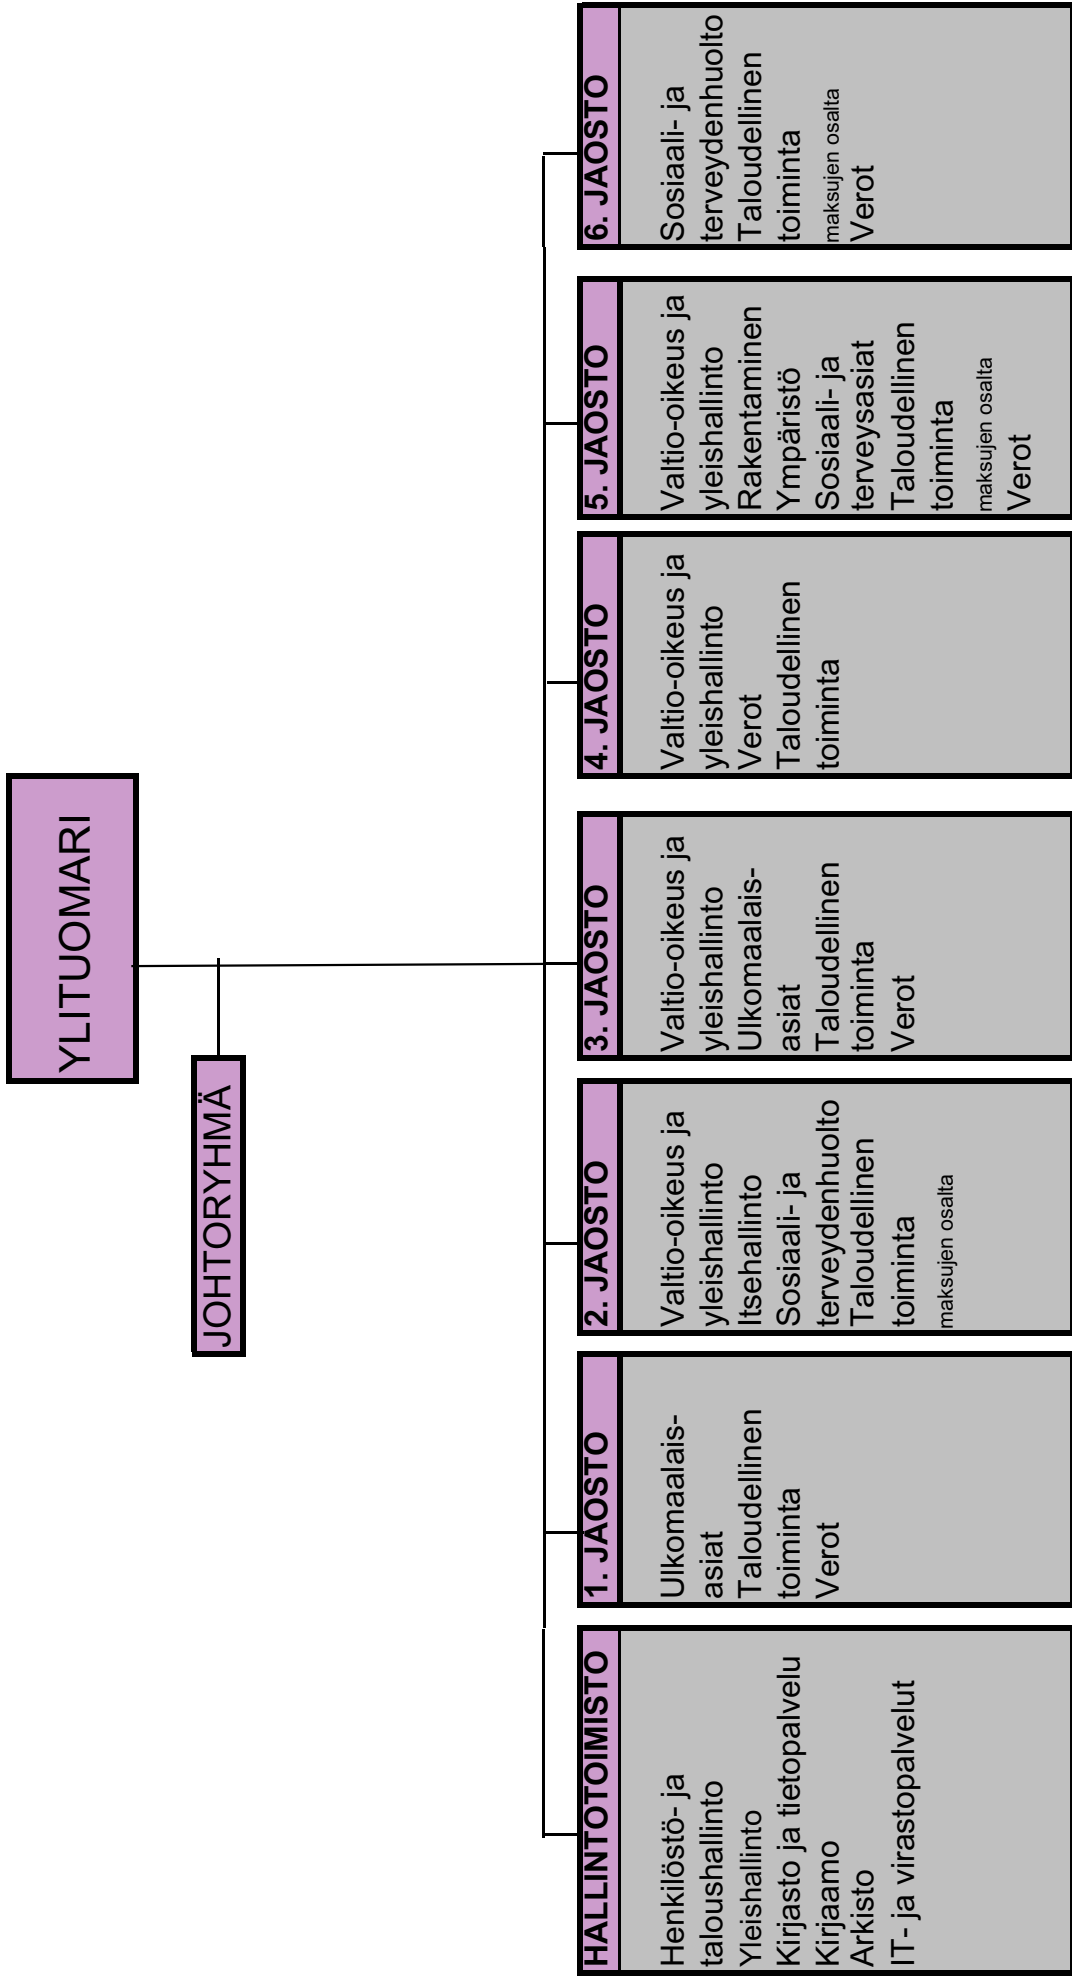 YLITUOMARI
JOHTORYHMÄ
HALLINTOTOIMISTO
Henkilöstö- ja
taloushallinto
Yleishallinto
Kirjasto ja tietopalvelu
Kirjaamo
Arkisto
IT- ja virastopalvelut
1. JAOSTO
Ulkomaalais-
asiat
Taloudellinen
toiminta
Verot
2. JAOSTO
Valtio-oikeus ja
yleishallinto
Itsehallinto
Sosiaali- ja
terveydenhuolto
Taloudellinen
toiminta
maksujen osalta
3. JAOSTO
Valtio-oikeus ja
yleishallinto
Ulkomaalais-
asiat
Taloudellinen
toiminta
Verot
4. JAOSTO
Valtio-oikeus ja
yleishallinto
Verot
Taloudellinen
toiminta
5. JAOSTO
Valtio-oikeus ja
yleishallinto
Rakentaminen
Ympäristö
Sosiaali- ja
terveysasiat
Taloudellinen
toiminta
maksujen osalta
Verot
6. JAOSTO
Sosiaali- ja
terveydenhuolto
Taloudellinen
toiminta
maksujen osalta
Verot